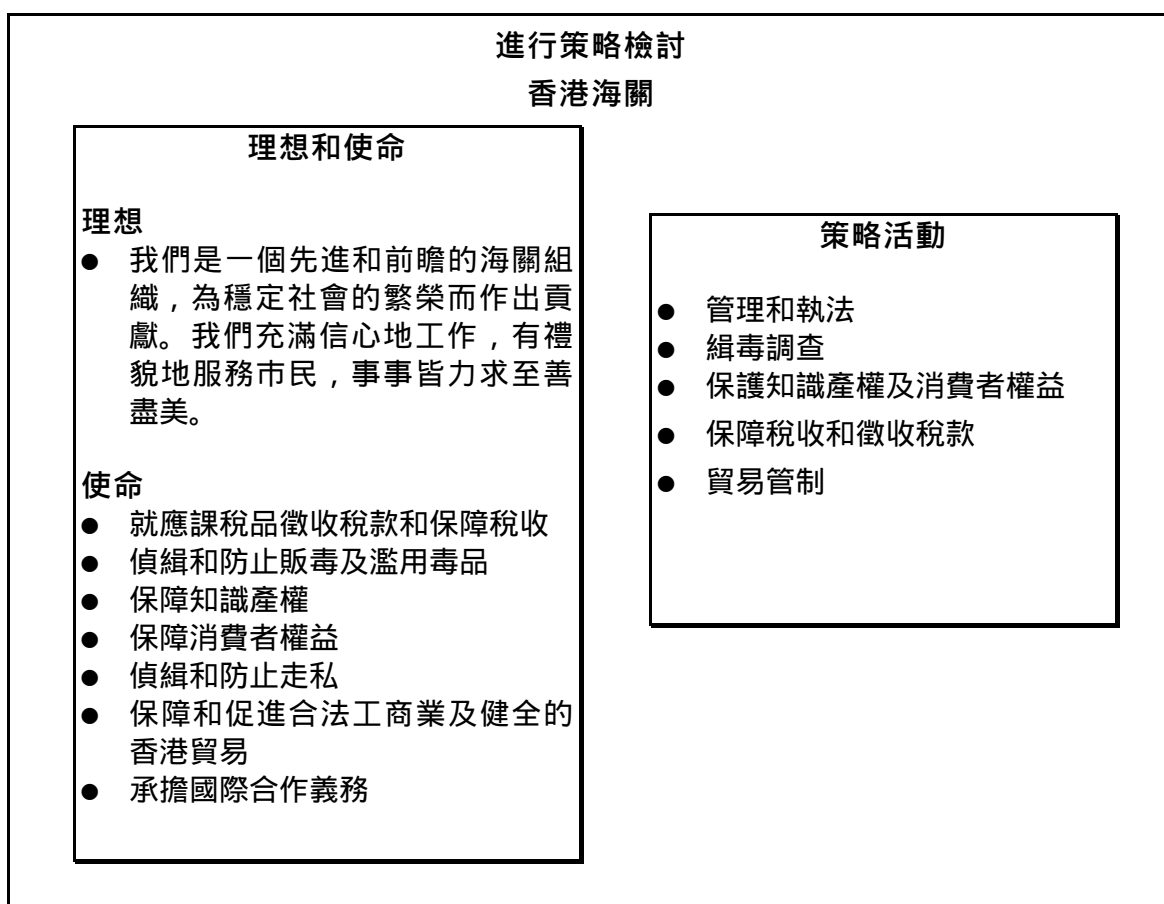 進行策略檢討
香港海關
理想和使命
理想
● 我們是一個先進和前瞻的海關組
織，為穩定社會的繁榮而作出貢
獻。我們充滿信心地工作，有禮
貌地服務市民，事事皆力求至善
盡美。
使命
● 就應課稅品徵收稅款和保障稅收
● 偵緝和防止販毒及濫用毒品
● 保障知識產權
● 保障消費者權益
● 偵緝和防止走私
● 保障和促進合法工商業及健全的
香港貿易
● 承擔國際合作義務
策略活動
● 管理和執法
● 緝毒調查
● 保護知識產權及消費者權益
● 保障稅收和徵收稅款
● 貿易管制